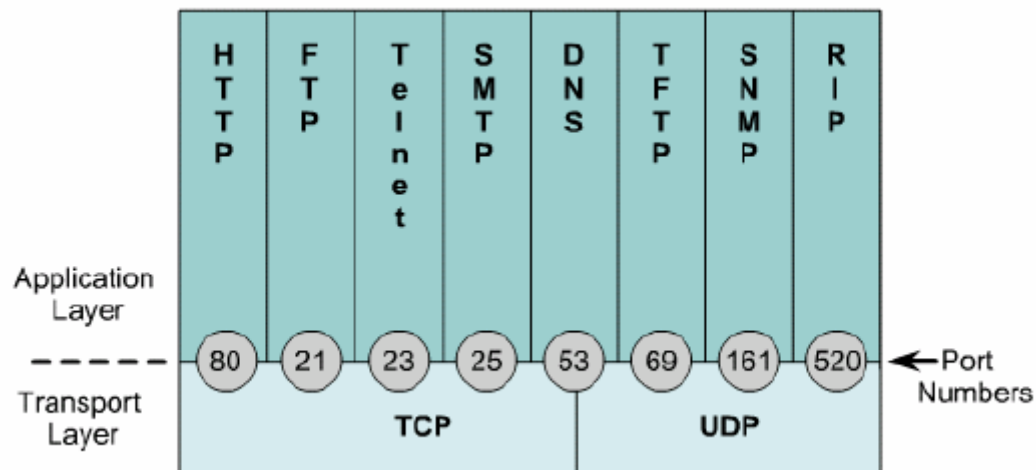 HTTP
FTP
Telnet
SMTP
DNS
TFTP
SNMP
RIP
Application
Layer
80 21 23 25 53 69 161 520
Port
Numbers
Transport
Layer
TCP UDP